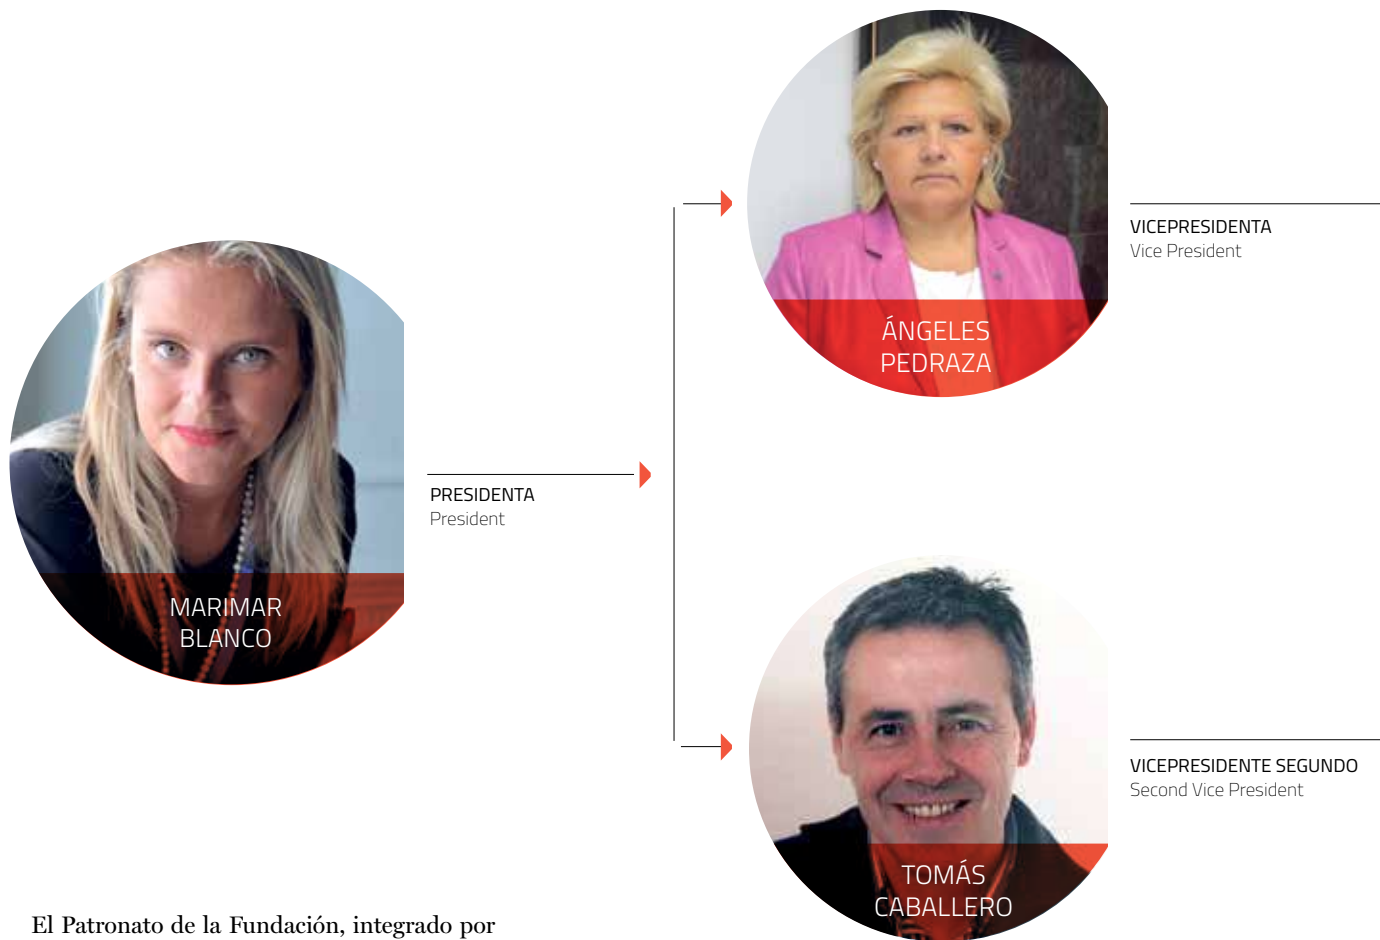 ÁNGELES
PEDRAZA
VICEPRESIDENTA
Vice President
MARIMAR
BLANCO
PRESIDENTA
President
TOMÁS
CABALLERO
VICEPRESIDENTE SEGUNDO
Second Vice President
El Patronato de la Fundación, integrado por